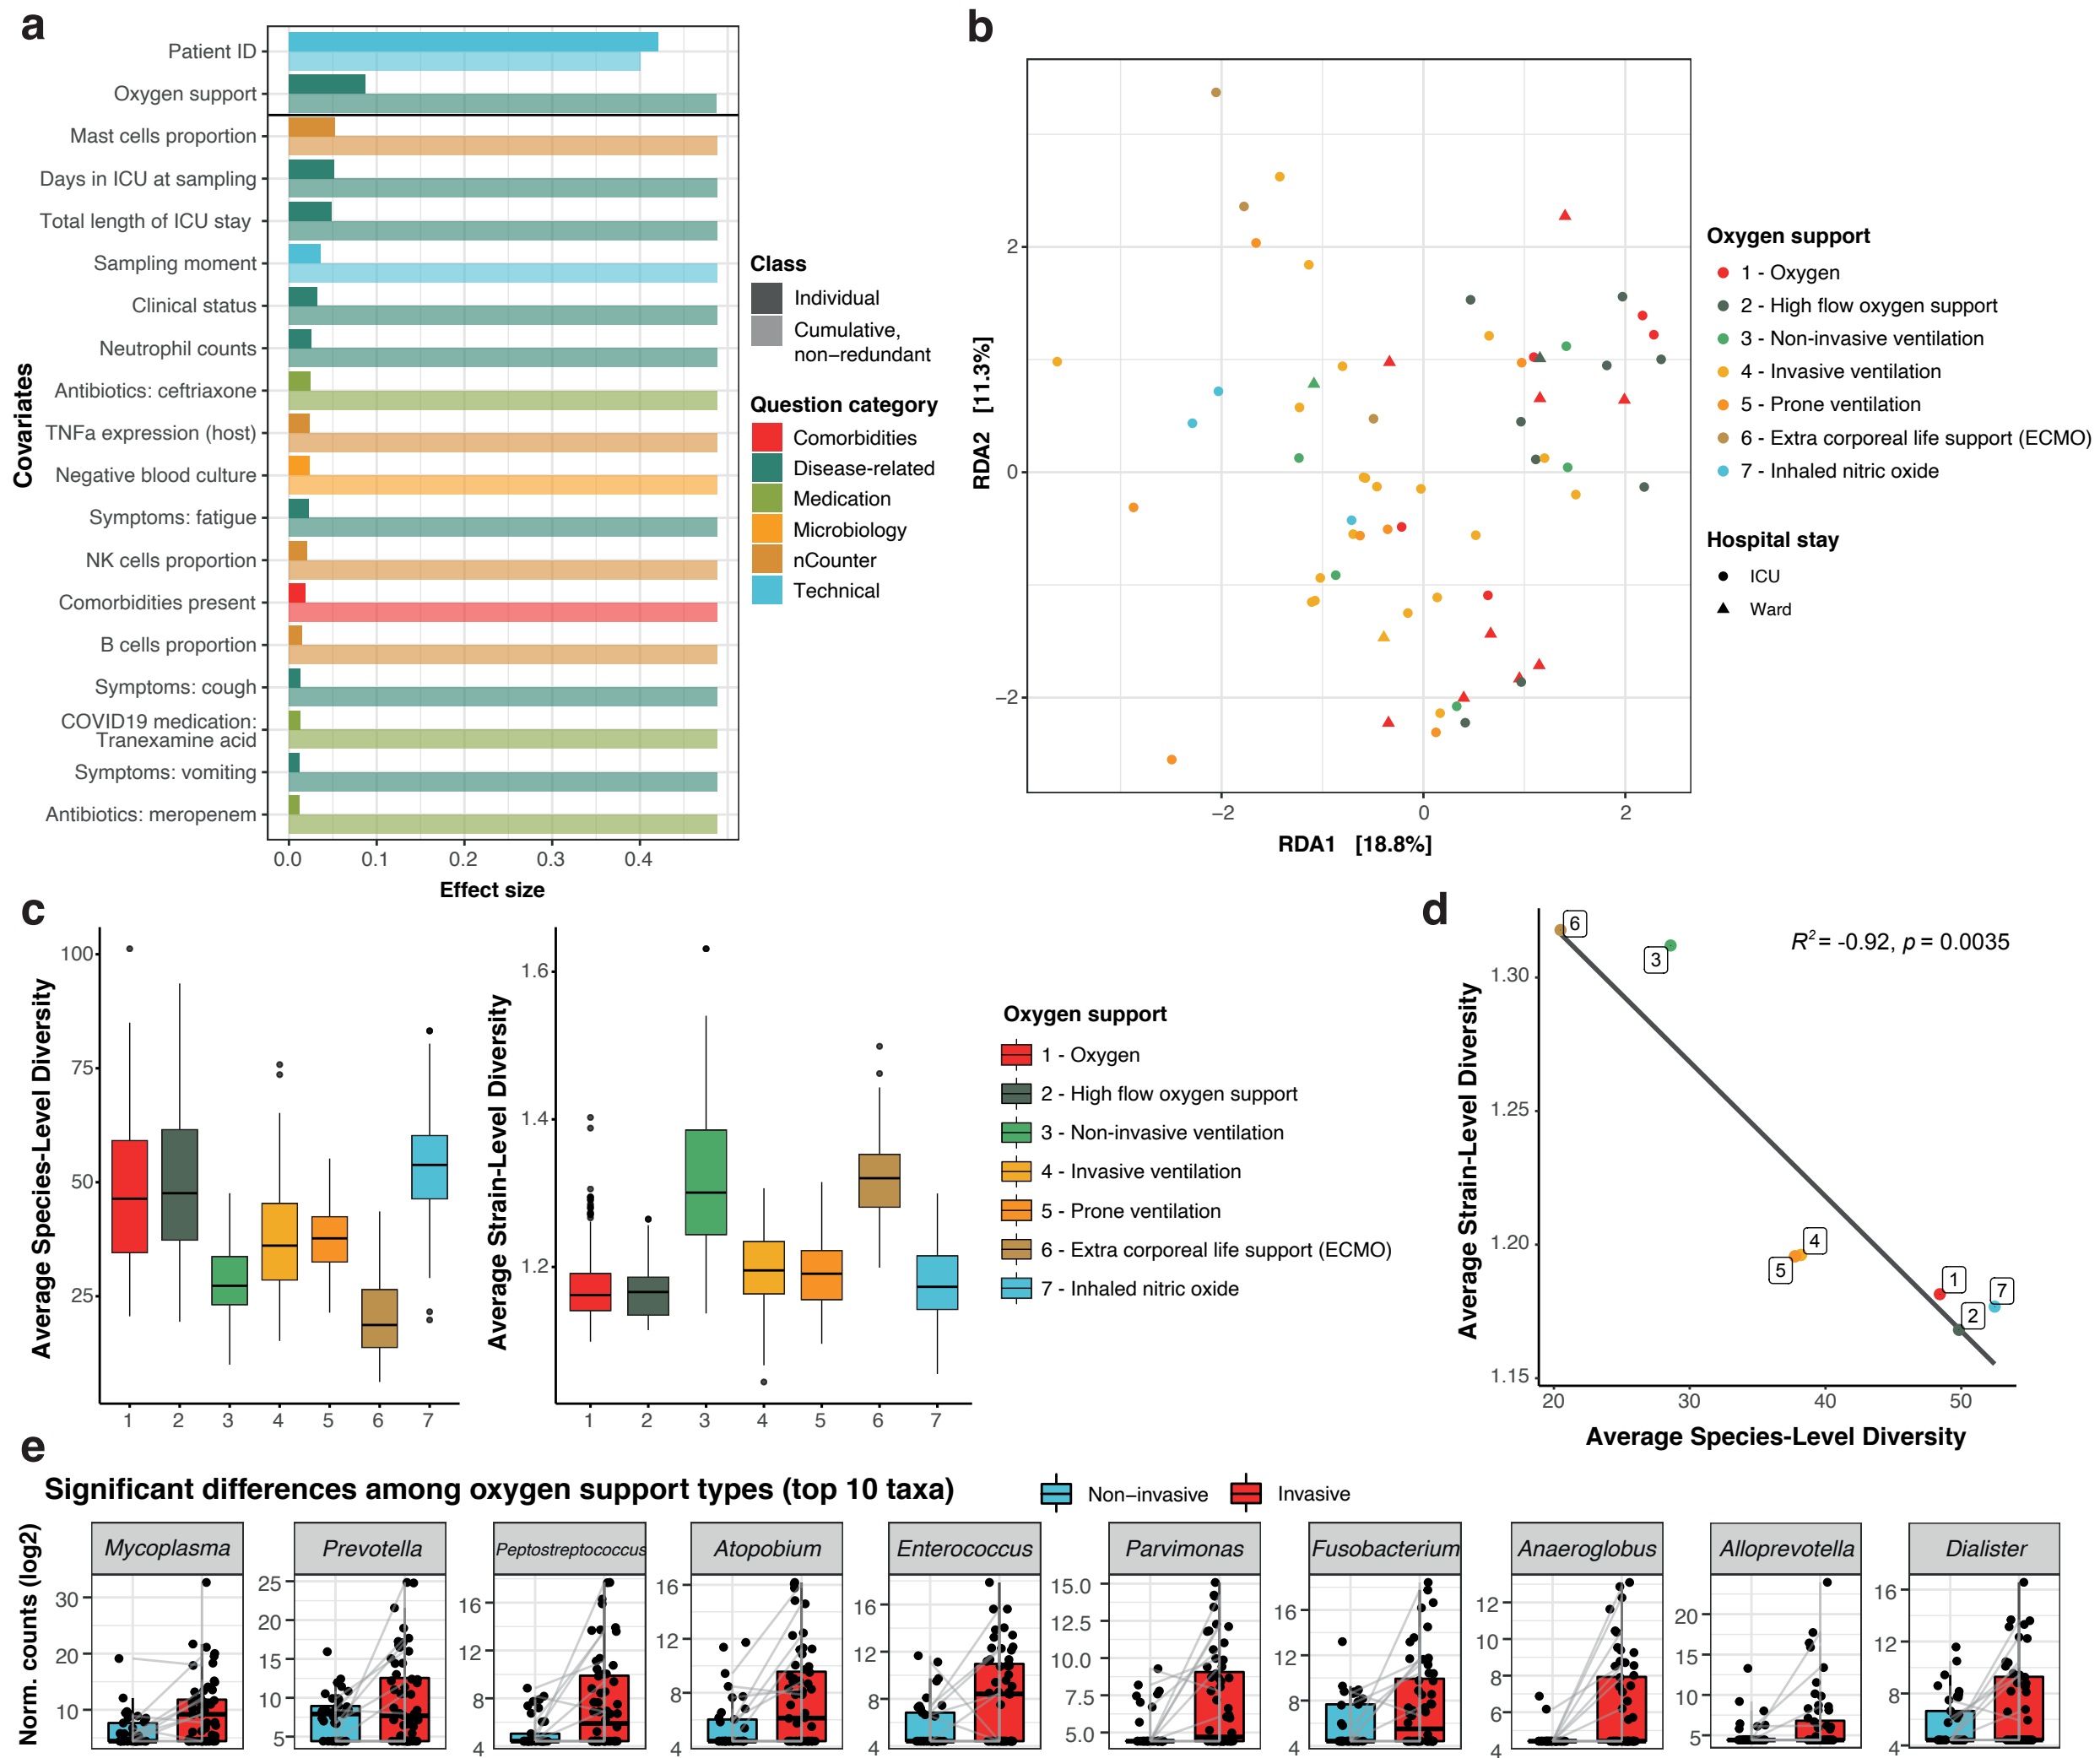 a
Patient ID
Oxygen support
Mast cells proportion
Days in ICU at sampling
Total length of ICU stay
Sampling moment
Clinical status
Neutrophil counts
Antibiotics: ceftriaxone
TNFa expression (host)
Negative blood culture
Symptoms: fatigue
NK cells proportion
Comorbidities present
B cells proportion
Symptoms: cough
COVID19 medication:
Tranexamine acid
Symptoms: vomiting
Antibiotics: meropenem
Covariates
0.0 0.1 0.2 0.3 0.4
Effect size
Class
Individual
Cumulative,
non−redundant
Question category
Comorbidities
Disease-related
Medication
Microbiology
nCounter
Technical
b
RDA2 [11.3%]
2
0
−2
−2 0 2
RDA1 [18.8%]
Oxygen support
1 - Oxygen
2 - High flow oxygen support
3 - Non-invasive ventilation
4 - Invasive ventilation
5 - Prone ventilation
6 - Extra corporeal life support (ECMO)
7 - Inhaled nitric oxide
Hospital stay
ICU
Ward
c
Average Species-Level Diversity
100
75
50
25
1 2 3 4 5 6 7
Average Strain-Level Diversity
1.6
1.4
1.2
1 2 3 4 5 6 7
Oxygen support
1 - Oxygen
2 - High flow oxygen support
3 - Non-invasive ventilation
4 - Invasive ventilation
5 - Prone ventilation
6 - Extra corporeal life support (ECMO)
7 - Inhaled nitric oxide
d
Average Strain-Level Diversity
1.30
1.25
1.20
1.15
R² = -0.92, p = 0.0035
6
3
4
5
1
7
2
20 30 40 50
Average Species-Level Diversity
e
Significant differences among oxygen support types (top 10 taxa)
Non−invasive Invasive
Norm. counts (log2)
Mycoplasma
30
20
10
Prevotella
25
20
15
10
5
Peptostreptococcus
16
12
8
4
Atopobium
16
12
8
4
Enterococcus
16
12
8
4
Parvimonas
15.0
12.5
10.0
7.5
5.0
Fusobacterium
16
12
8
4
Anaeroglobus
12
10
8
6
4
Alloprevotella
20
15
10
5
Dialister
16
12
8
4